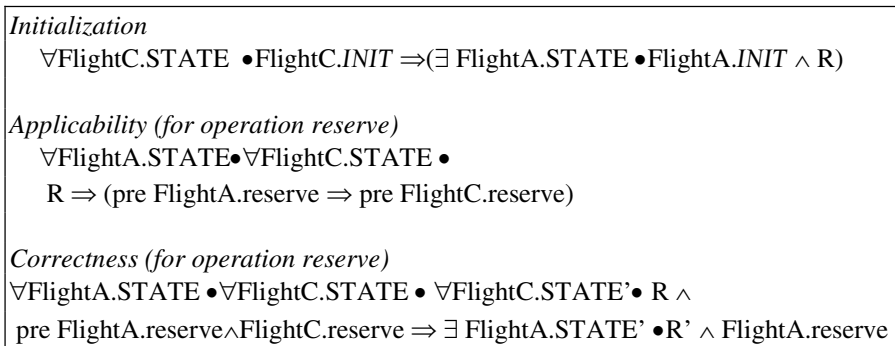 Initialization
∀FlightC.STATE •FlightC.INIT ⇒(∃ FlightA.STATE •FlightA.INIT ∧ R)
Applicability (for operation reserve)
∀FlightA.STATE•∀FlightC.STATE •
R ⇒ (pre FlightA.reserve ⇒ pre FlightC.reserve)
Correctness (for operation reserve)
∀FlightA.STATE •∀FlightC.STATE • ∀FlightC.STATE'• R ∧
pre FlightA.reserve∧FlightC.reserve ⇒ ∃ FlightA.STATE’ •R’ ∧ FlightA.reserve